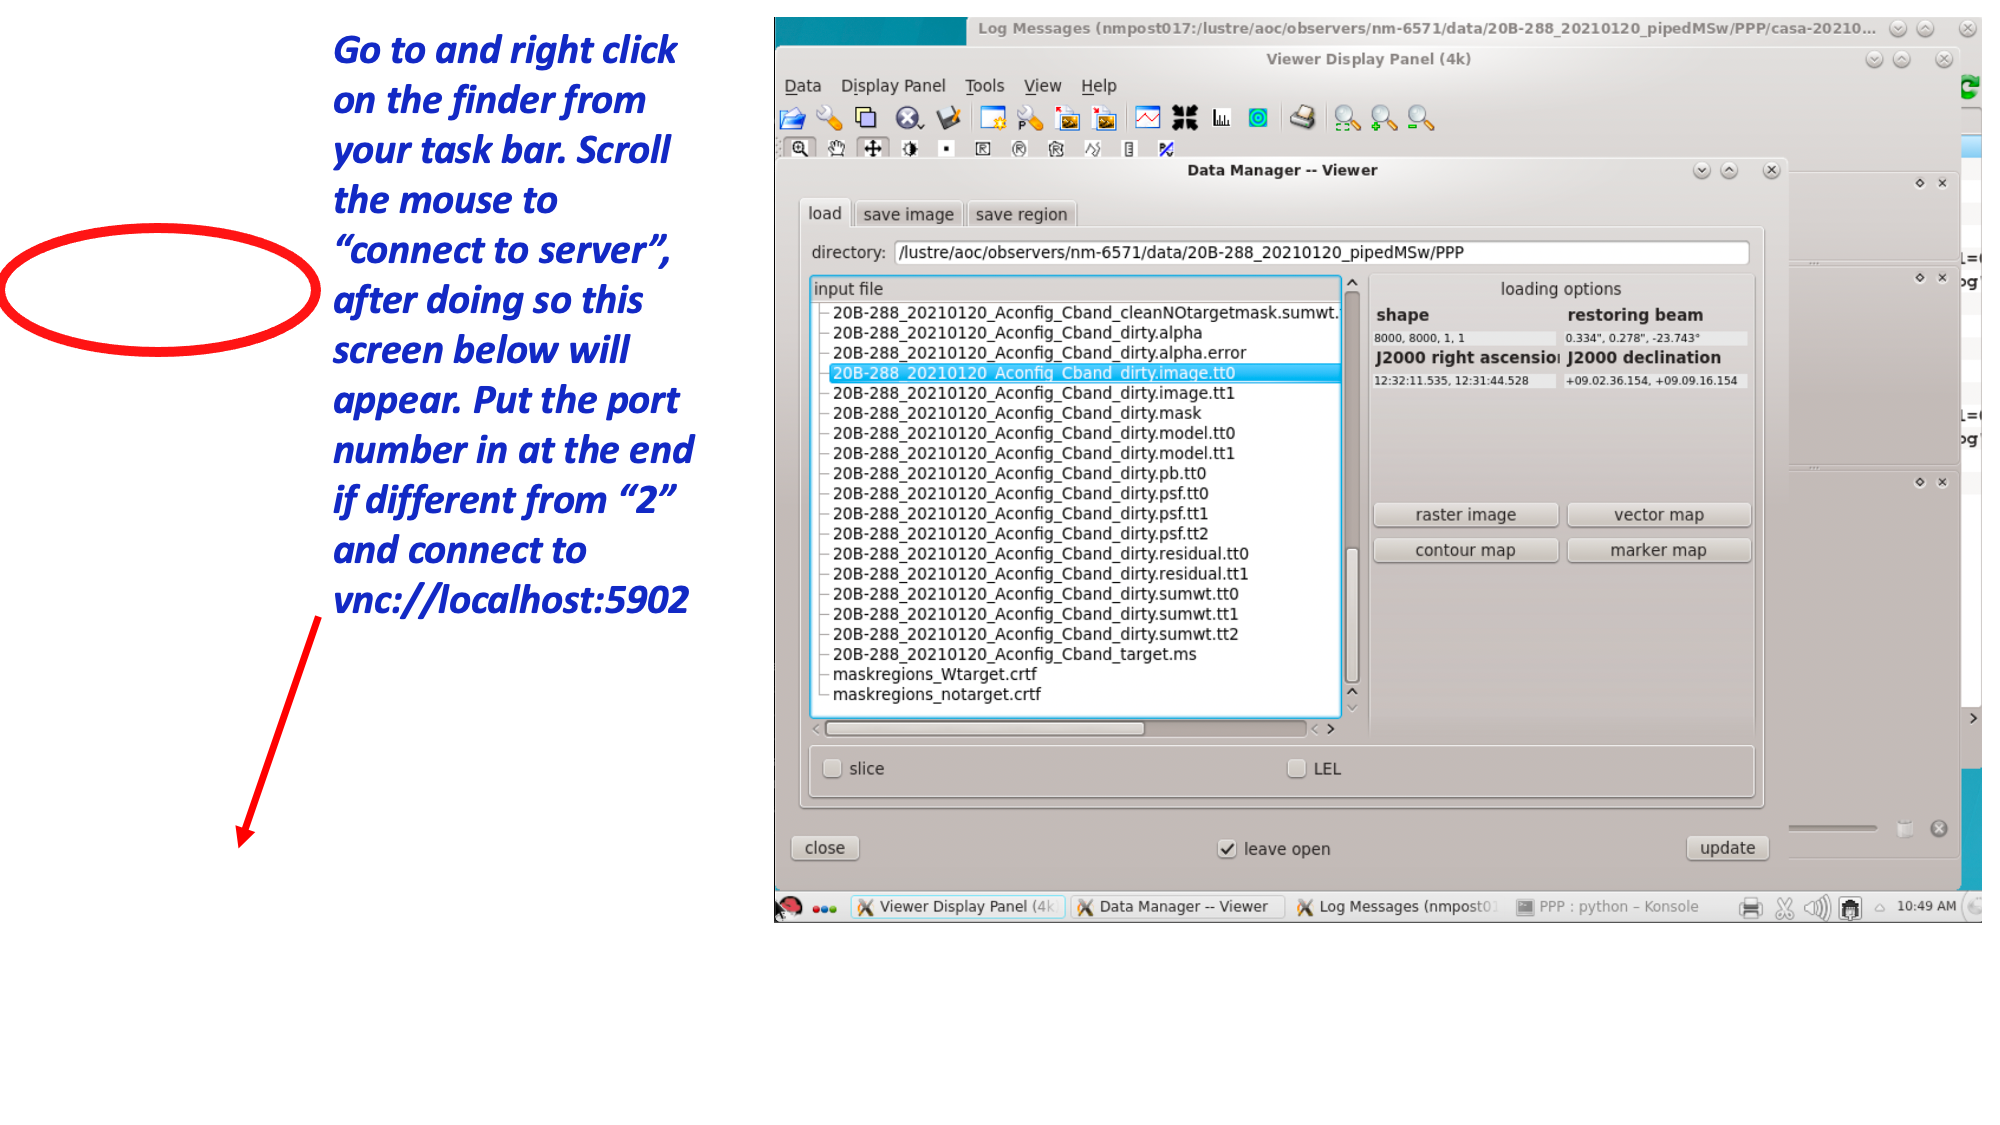 Go to and right click
on the finder from
your task bar. Scroll
the mouse to
“connect to server”,
after doing so this
screen below will
appear. Put the port
number in at the end
if different from “2”
and connect to
vnc://localhost:5902
Log Messages (nmpost017:/lustre/aoc/observers/nm-6571/data/20B-288_20210120_pipedMSw/PPP/casa-20210...
Viewer Display Panel (4k)
Data Display Panel Tools View Help
Data Manager -- Viewer
load save image save region
directory: /lustre/aoc/observers/nm-6571/data/20B-288_20210120_pipedMSw/PPP
input file
20B-288_20210120_Aconfig_Cband_cleanNOtargetmask.sumwt.
20B-288_20210120_Aconfig_Cband_dirty.alpha
20B-288_20210120_Aconfig_Cband_dirty.alpha.error
20B-288_20210120_Aconfig_Cband_dirty.image.tt0
20B-288_20210120_Aconfig_Cband_dirty.image.tt1
20B-288_20210120_Aconfig_Cband_dirty.mask
20B-288_20210120_Aconfig_Cband_dirty.model.tt0
20B-288_20210120_Aconfig_Cband_dirty.model.tt1
20B-288_20210120_Aconfig_Cband_dirty.pb.tt0
20B-288_20210120_Aconfig_Cband_dirty.psf.tt0
20B-288_20210120_Aconfig_Cband_dirty.psf.tt1
20B-288_20210120_Aconfig_Cband_dirty.psf.tt2
20B-288_20210120_Aconfig_Cband_dirty.residual.tt0
20B-288_20210120_Aconfig_Cband_dirty.residual.tt1
20B-288_20210120_Aconfig_Cband_dirty.sumwt.tt0
20B-288_20210120_Aconfig_Cband_dirty.sumwt.tt1
20B-288_20210120_Aconfig_Cband_dirty.sumwt.tt2
20B-288_20210120_Aconfig_Cband_target.ms
maskregions_Wtarget.crtf
maskregions_notarget.crtf
loading options
shape restoring beam
8000, 8000, 1, 1 0.334", 0.278", -23.743°
J2000 right ascension J2000 declination
12:32:11.535, 12:31:44.528 +09.02.36.154, +09.09.16.154
raster image vector map
contour map marker map
slice LEL
close leave open update
Viewer Display Panel (4k Data Manager -- Viewer Log Messages (nmpost01 PPP : python – Konsole 10:49 AM